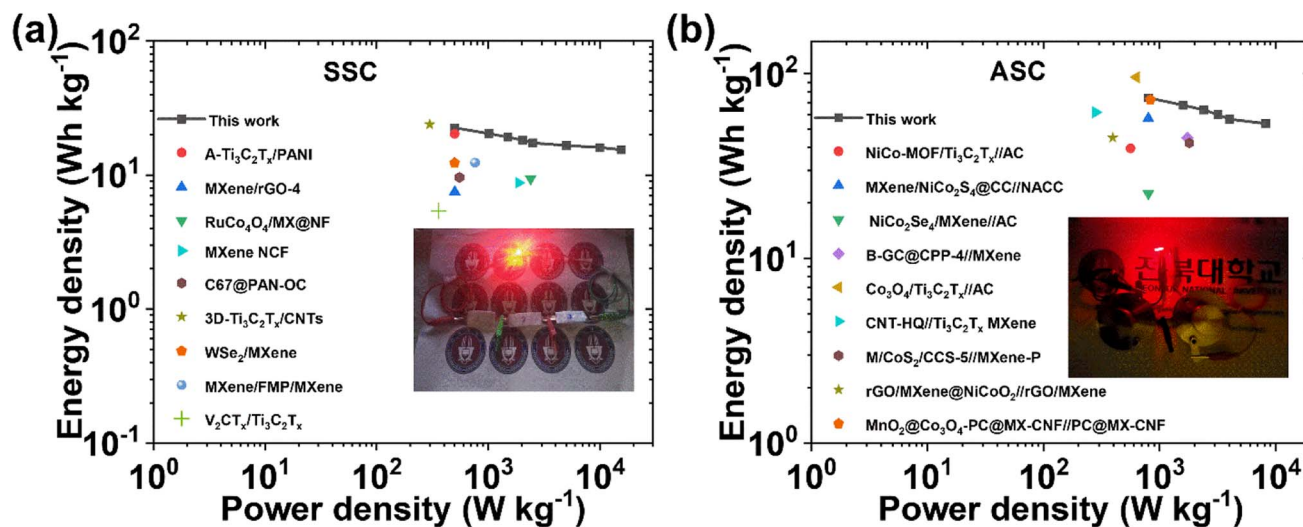 (a)
SSC
This work
A-Ti₃C₂Tₓ/PANI
MXene/rGO-4
RuCo₄O₄/MX@NF
MXene NCF
C67@PAN-OC
3D-Ti₃C₂Tₓ/CNTs
WSe₂/MXene
MXene/FMP/MXene
V₂CTₓ/Ti₃C₂Tₓ
Energy density (Wh kg⁻¹)
10²
10¹
10⁰
10⁻¹
10⁰ 10¹ 10² 10³ 10⁴
Power density (W kg⁻¹)
(b)
ASC
This work
NiCo-MOF/Ti₃C₂Tₓ//AC
MXene/NiCo₂S₄@CC//NACC
NiCo₂Se₄/MXene//AC
B-GC@CPP-4//MXene
Co₃O₄/Ti₃C₂Tₓ//AC
CNT-HQ//Ti₃C₂Tₓ MXene
M/CoS₂/CCS-5//MXene-P
rGO/MXene@NiCoO₂//rGO/MXene
MnO₂@Co₃O₄-PC@MX-CNF//PC@MX-CNF
전북대학교
Energy density (Wh kg⁻¹)
10²
10¹
10⁰
10⁰ 10¹ 10² 10³ 10⁴
Power density (W kg⁻¹)